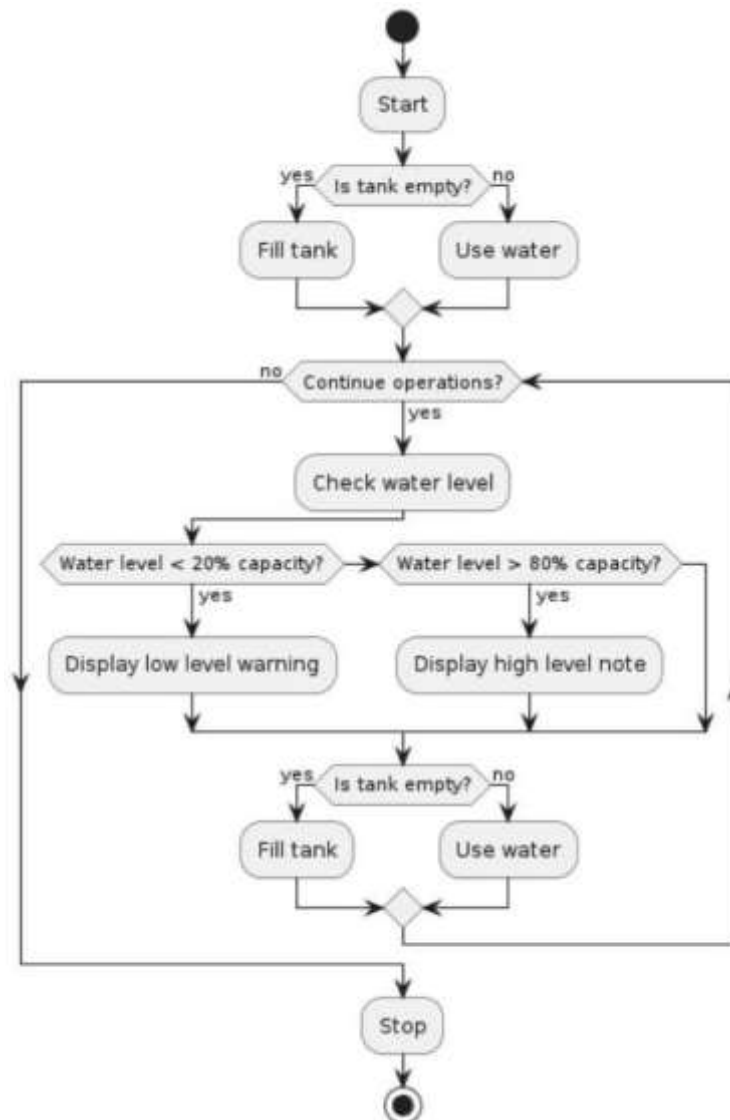 Start
yes
Is tank empty?
no
Fill tank
Use water
no
Continue operations?
yes
Check water level
Water level < 20% capacity?
Water level > 80% capacity?
yes
yes
Display low level warning
Display high level note
yes
Is tank empty?
no
Fill tank
Use water
Stop